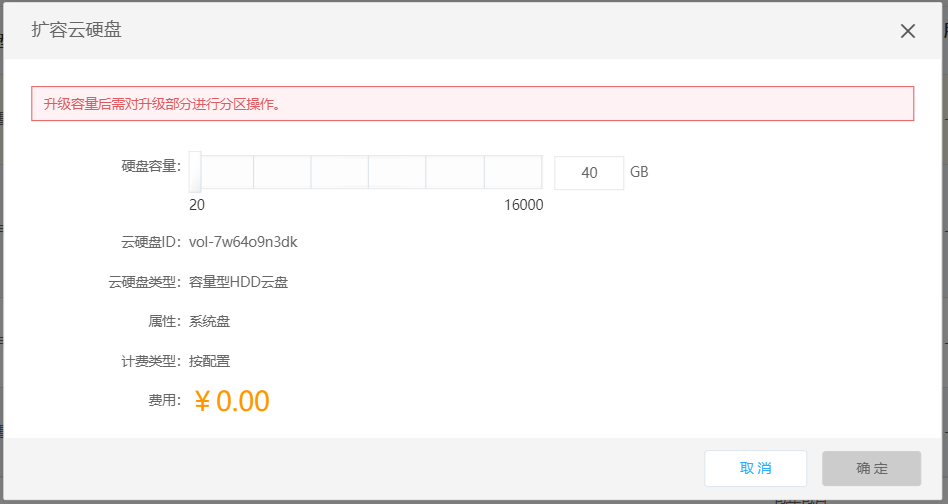 扩容云硬盘
升级容量后需对升级部分进行分区操作。
硬盘容量: 40 GB
20 16000
云硬盘ID: vol-7w64o9n3dk
云硬盘类型: 容量型HDD云盘
属性: 系统盘
计费类型: 按配置
费用: ¥0.00
取消 确定